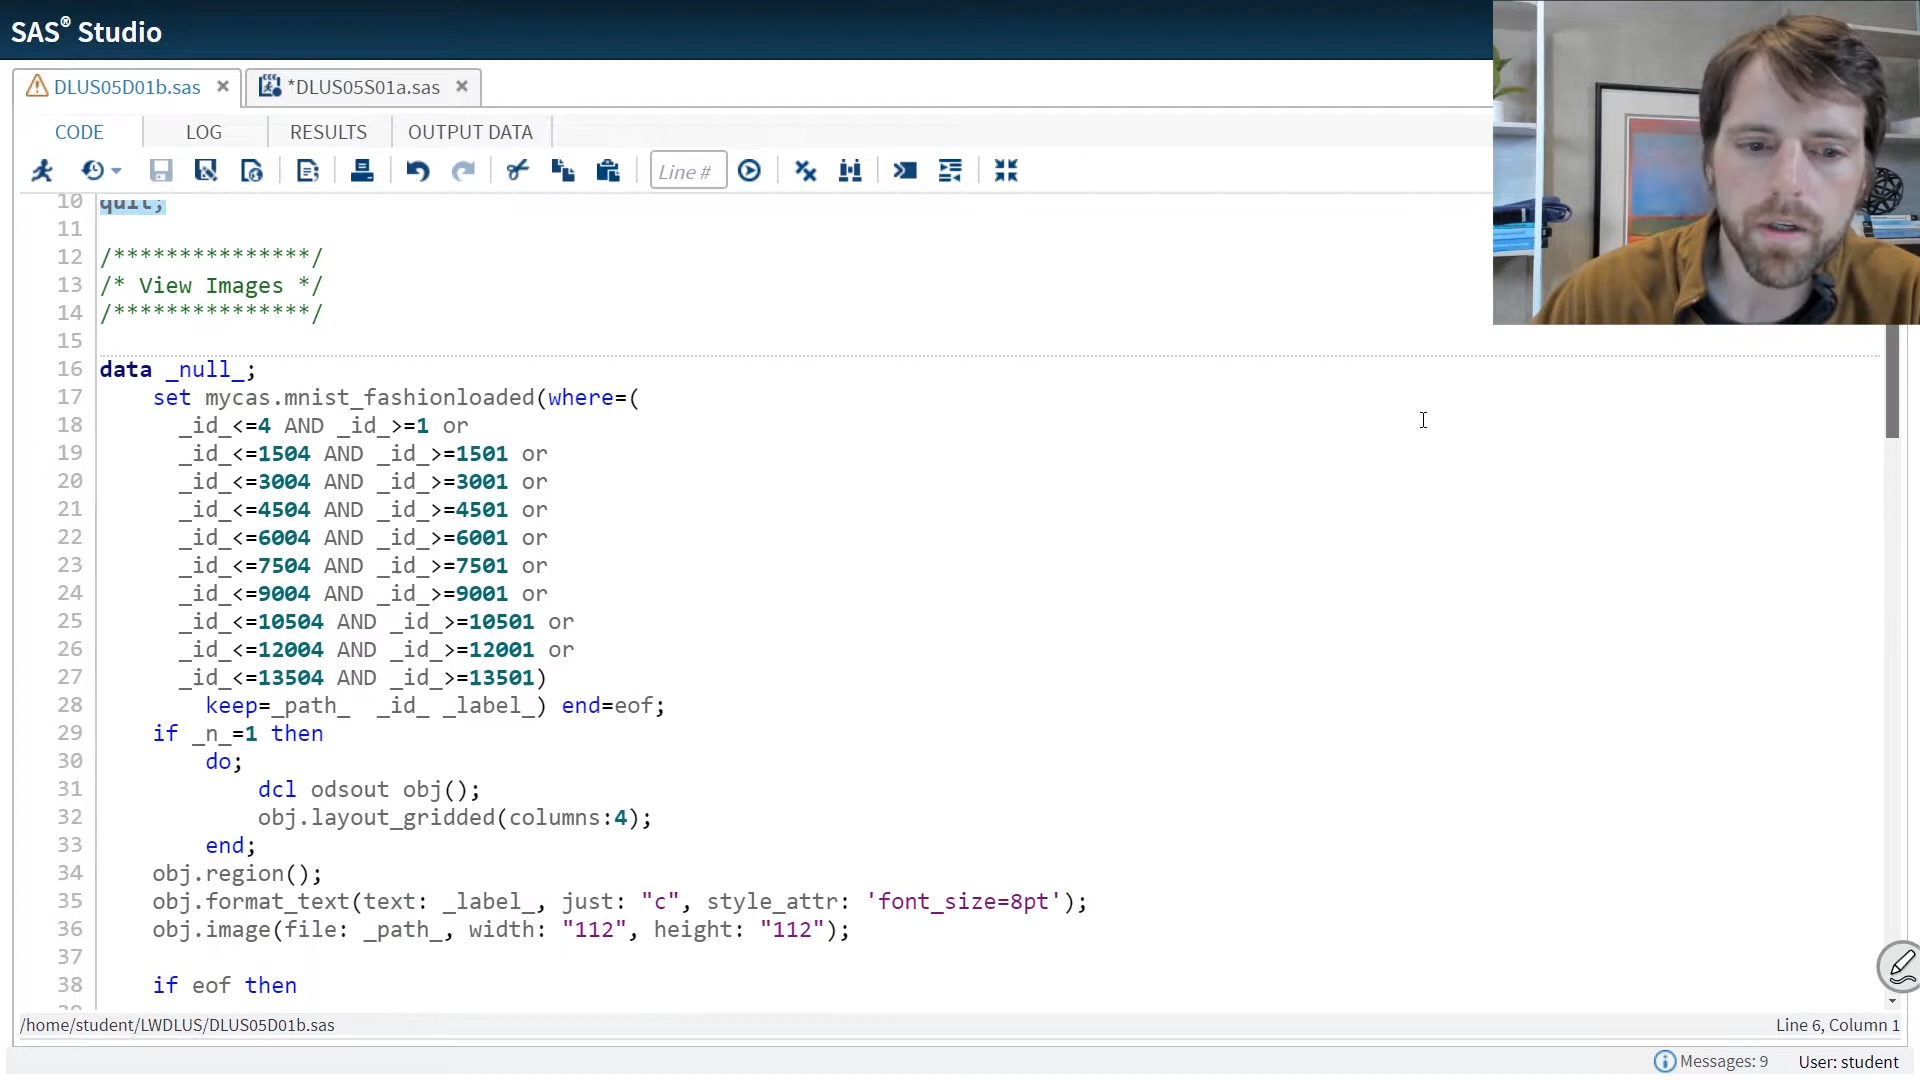 SAS® Studio
DLUS05D01b.sas
*DLUS05S01a.sas
CODE LOG RESULTS OUTPUT DATA
Line #
10 quit;
11
12 /***************/
13 /* View Images */
14 /***************/
15
16 data _null_;
17 set mycas.mnist_fashionloaded(where=(
18 _id_<=4 AND _id_>=1 or
19 _id_<=1504 AND _id_>=1501 or
20 _id_<=3004 AND _id_>=3001 or
21 _id_<=4504 AND _id_>=4501 or
22 _id_<=6004 AND _id_>=6001 or
23 _id_<=7504 AND _id_>=7501 or
24 _id_<=9004 AND _id_>=9001 or
25 _id_<=10504 AND _id_>=10501 or
26 _id_<=12004 AND _id_>=12001 or
27 _id_<=13504 AND _id_>=13501)
28 keep=_path_  _id_ _label_) end=eof;
29 if _n_=1 then
30 do;
31 dcl odsout obj();
32 obj.layout_gridded(columns:4);
33 end;
34 obj.region();
35 obj.format_text(text: _label_, just: "c", style_attr: 'font_size=8pt');
36 obj.image(file: _path_, width: "112", height: "112");
37
38 if eof then
/home/student/LWDLUS/DLUS05D01b.sas
Line 6, Column 1
Messages: 9
User: student